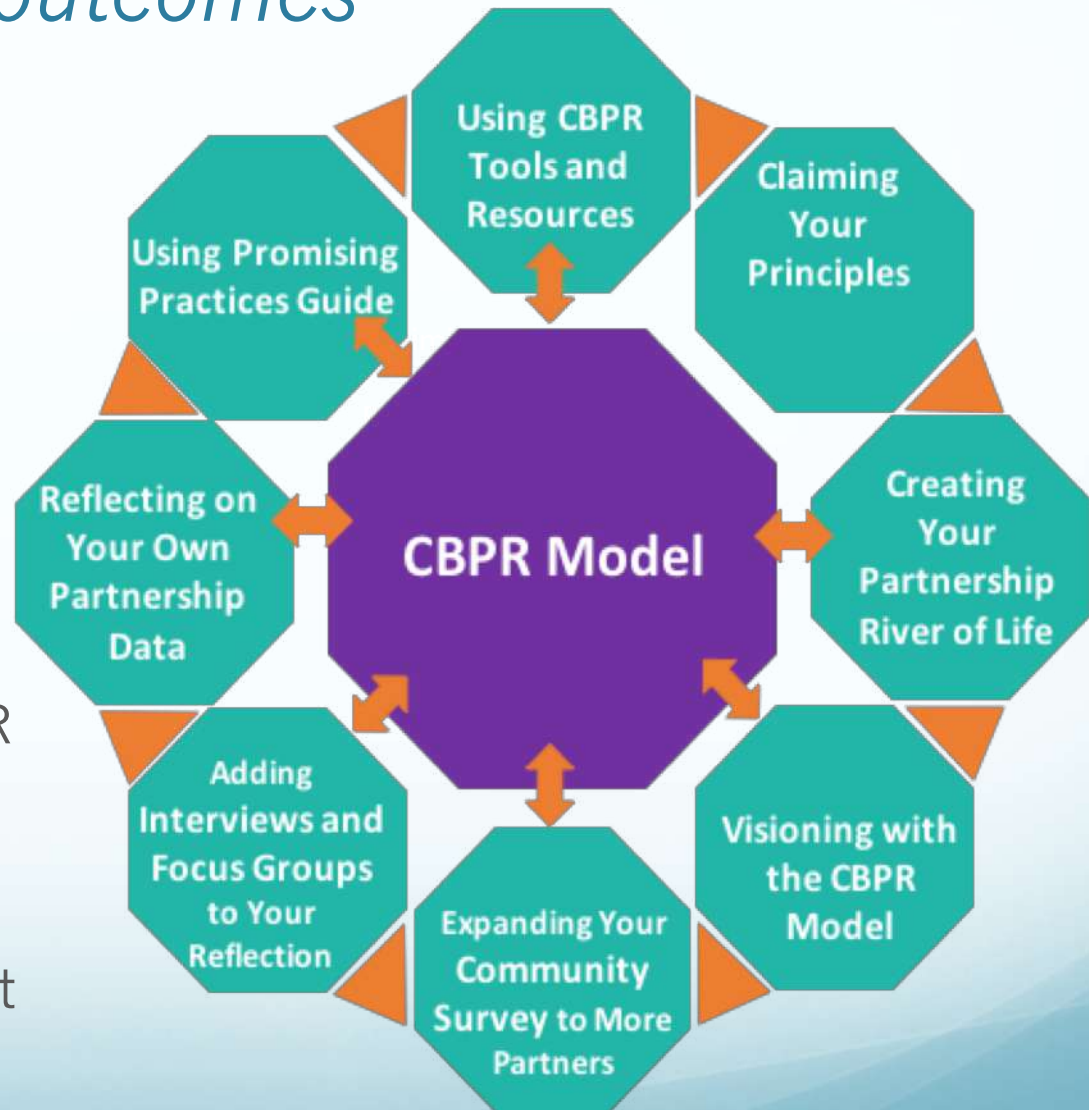 outcomes
Using CBPR
Tools and
Resources
Claiming
Your
Principles
Creating
Your
Partnership
River of Life
Visioning with
the CBPR
Model
Expanding Your
Community
Survey to More
Partners
Adding
Interviews and
Focus Groups
to Your
Reflection
Reflecting on
Your Own
Partnership
Data
Using Promising
Practices Guide
CBPR Model
R
t